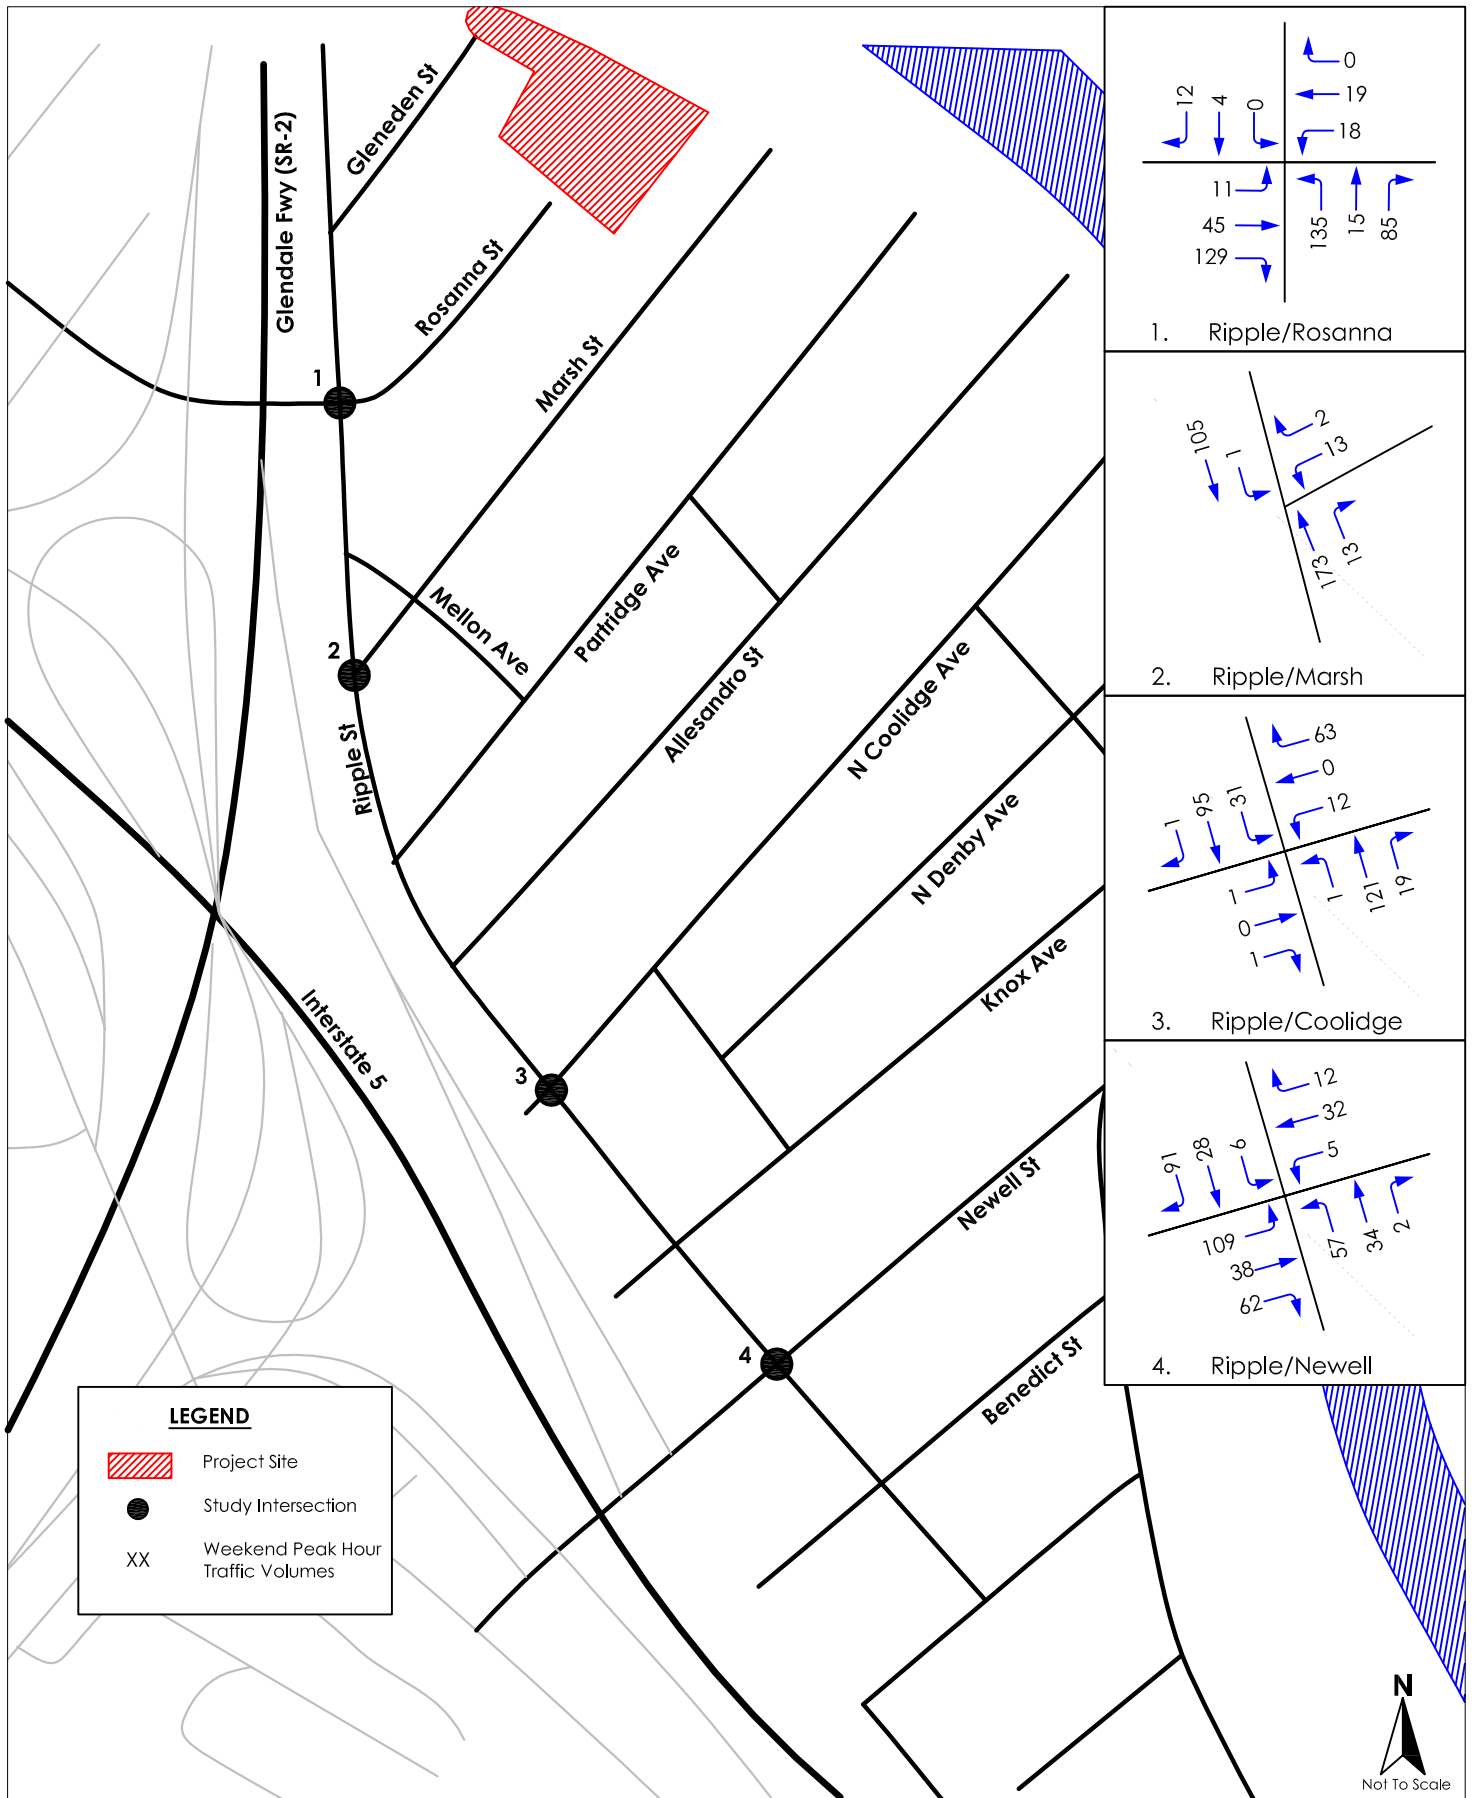 Glendale Fwy (SR-2)
Gleneden St
Rosanna St
Marsh St
1
Mellon Ave
Partridge Ave
2
Ripple St
Allesandro St
N Coolidge Ave
N Denby Ave
Knox Ave
Interstate 5
3
Newell St
4
Benedict St
12
4
0
0
19
18
11
45
129
135
15
85
1. Ripple/Rosanna
105
1
2
13
173
13
2. Ripple/Marsh
1
95
31
63
0
12
1
0
1
1
121
19
3. Ripple/Coolidge
91
28
6
12
32
5
109
38
62
57
34
2
4. Ripple/Newell
LEGEND
Project Site
Study Intersection
XX Weekend Peak Hour
Traffic Volumes
N
Not To Scale